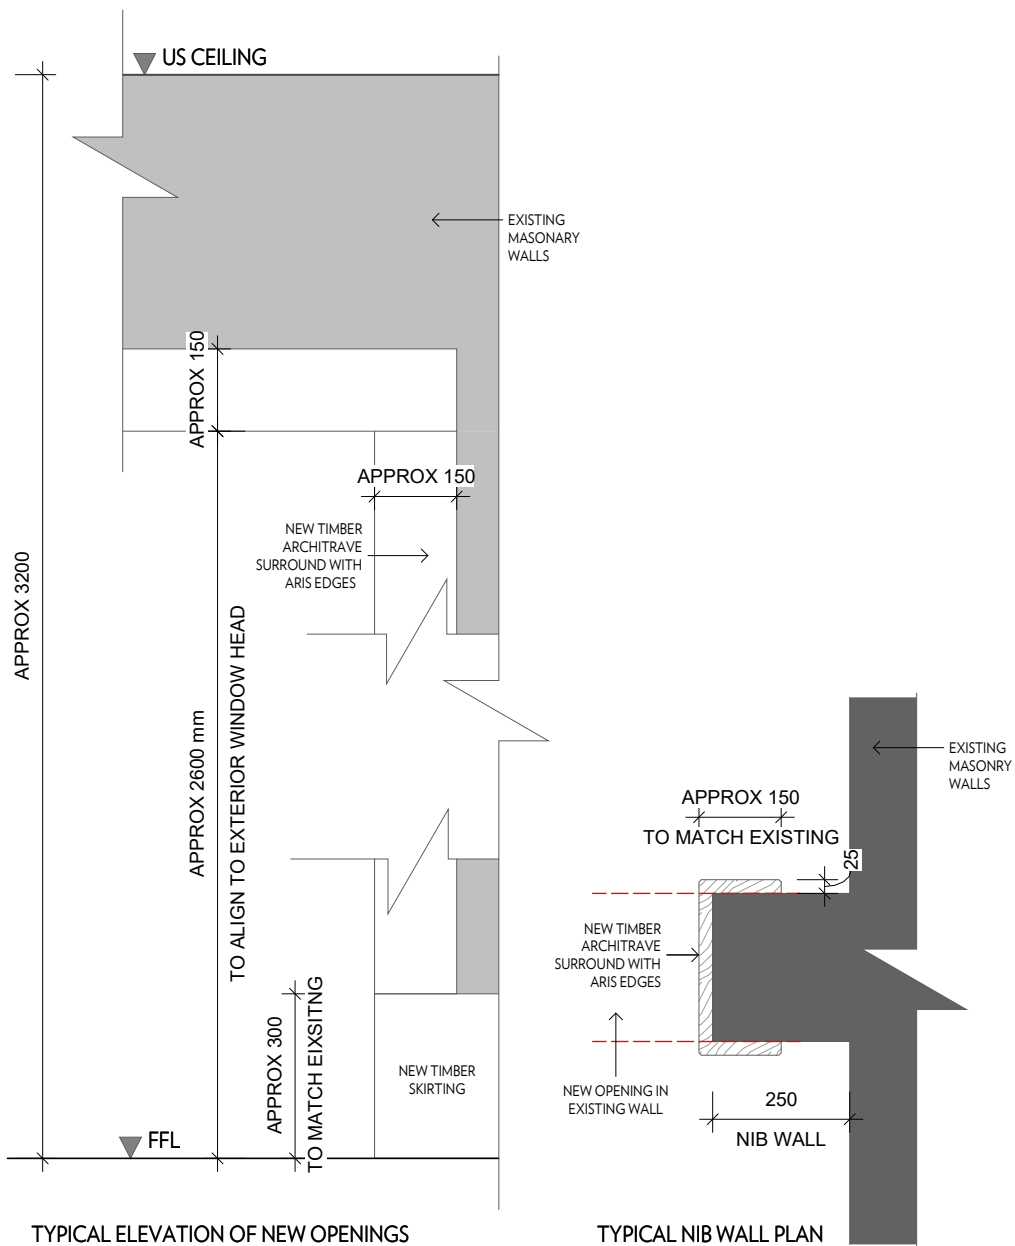 US CEILING
EXISTING
MASONARY
WALLS
APPROX 150
APPROX 150
NEW TIMBER
ARCHITRAVE
SURROUND WITH
ARIS EDGES
APPROX 3200
APPROX 2600 mm
TO ALIGN TO EXTERIOR WINDOW HEAD
APPROX 300
TO MATCH EIXSITNG
NEW TIMBER
SKIRTING
FFL
TYPICAL ELEVATION OF NEW OPENINGS
EXISTING
MASONRY
WALLS
APPROX 150
TO MATCH EXISTING
25
NEW TIMBER
ARCHITRAVE
SURROUND WITH
ARIS EDGES
NEW OPENING IN
EXISTING WALL
250
NIB WALL
TYPICAL NIB WALL PLAN